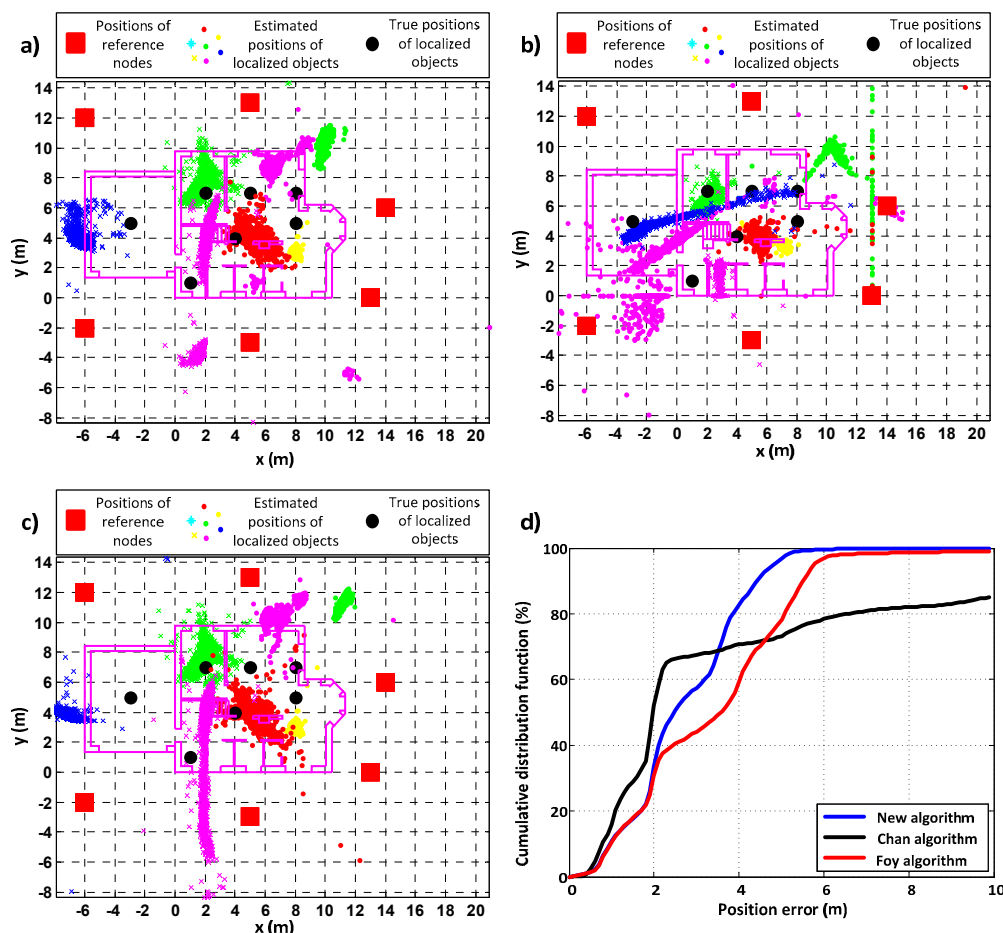 a)
Positions of
reference
nodes
Estimated
positions of
localized objects
True positions
of localized
objects
14
12
10
8
6
4
2
0
-2
-4
-6
-8
y (m)
-6 -4 -2 0 2 4 6 8 10 12 14 16 18 20
x (m)
b)
Positions of
reference
nodes
Estimated
positions of
localized objects
True positions
of localized
objects
14
12
10
8
6
4
2
0
-2
-4
-6
-8
y (m)
-6 -4 -2 0 2 4 6 8 10 12 14 16 18 20
x (m)
c)
Positions of
reference
nodes
Estimated
positions of
localized objects
True positions
of localized
objects
14
12
10
8
6
4
2
0
-2
-4
-6
-8
y (m)
-6 -4 -2 0 2 4 6 8 10 12 14 16 18 20
x (m)
d)
100
80
60
40
20
0
Cumulative distribution function (%)
New algorithm
Chan algorithm
Foy algorithm
0 2 4 6 8 10
Position error (m)